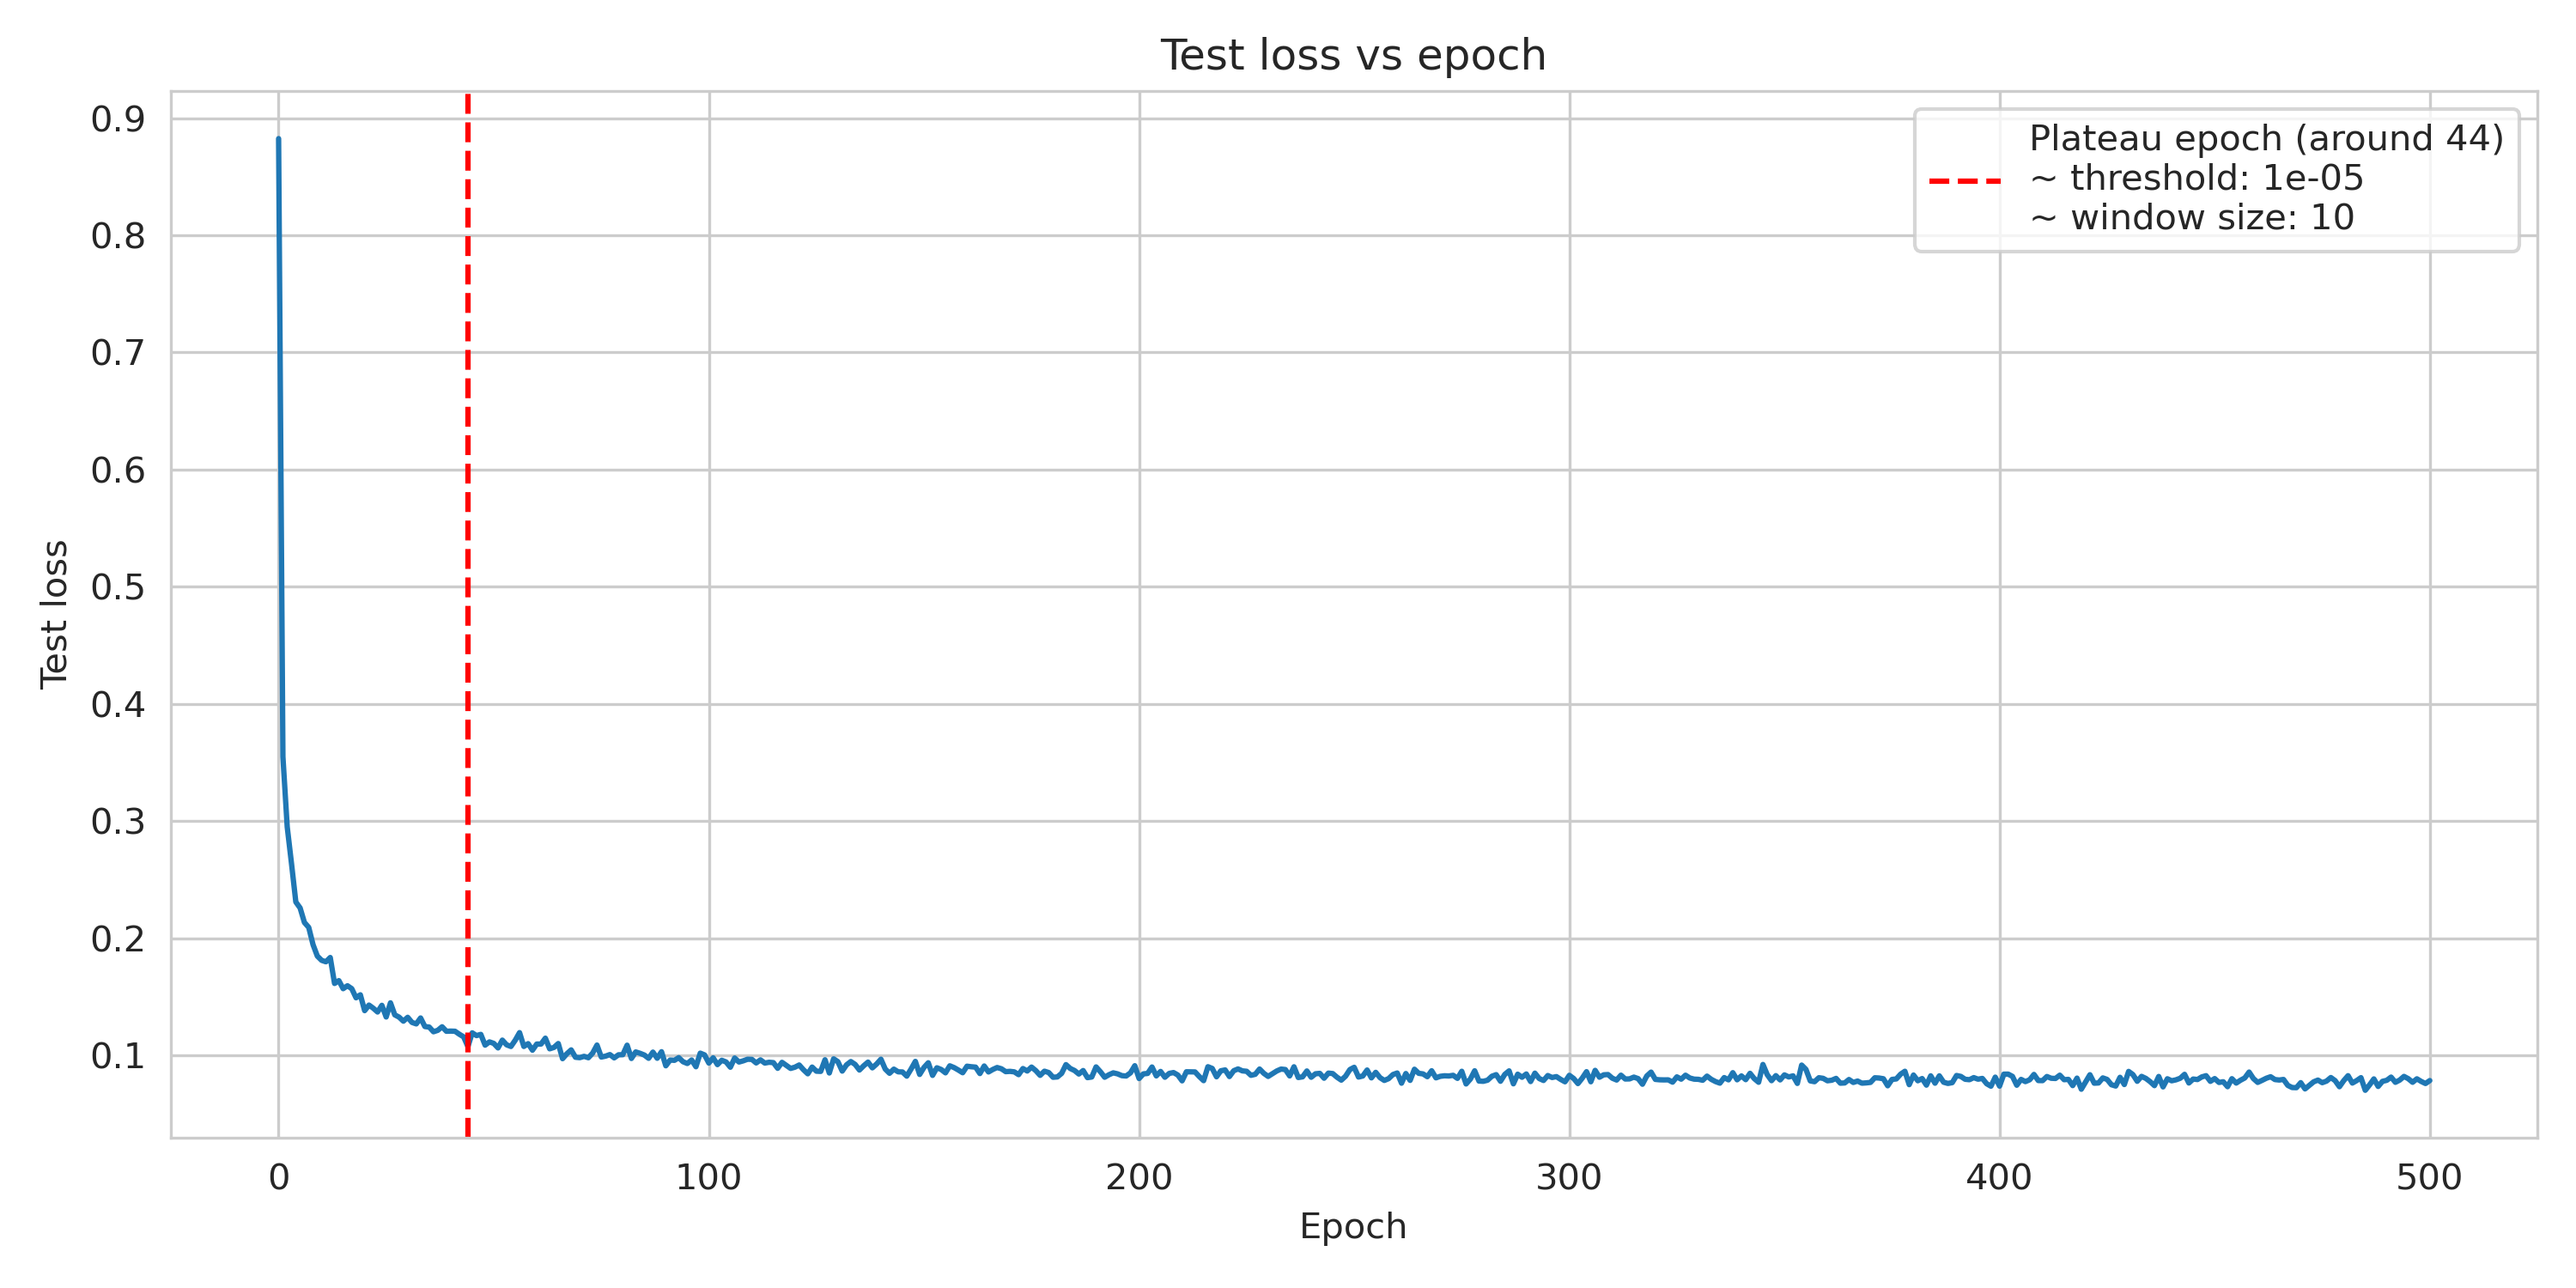 Test loss vs epoch
Plateau epoch (around 44)
~ threshold: 1e-05
~ window size: 10
Test loss
0.9
0.8
0.7
0.6
0.5
0.4
0.3
0.2
0.1
0 100 200 300 400 500
Epoch